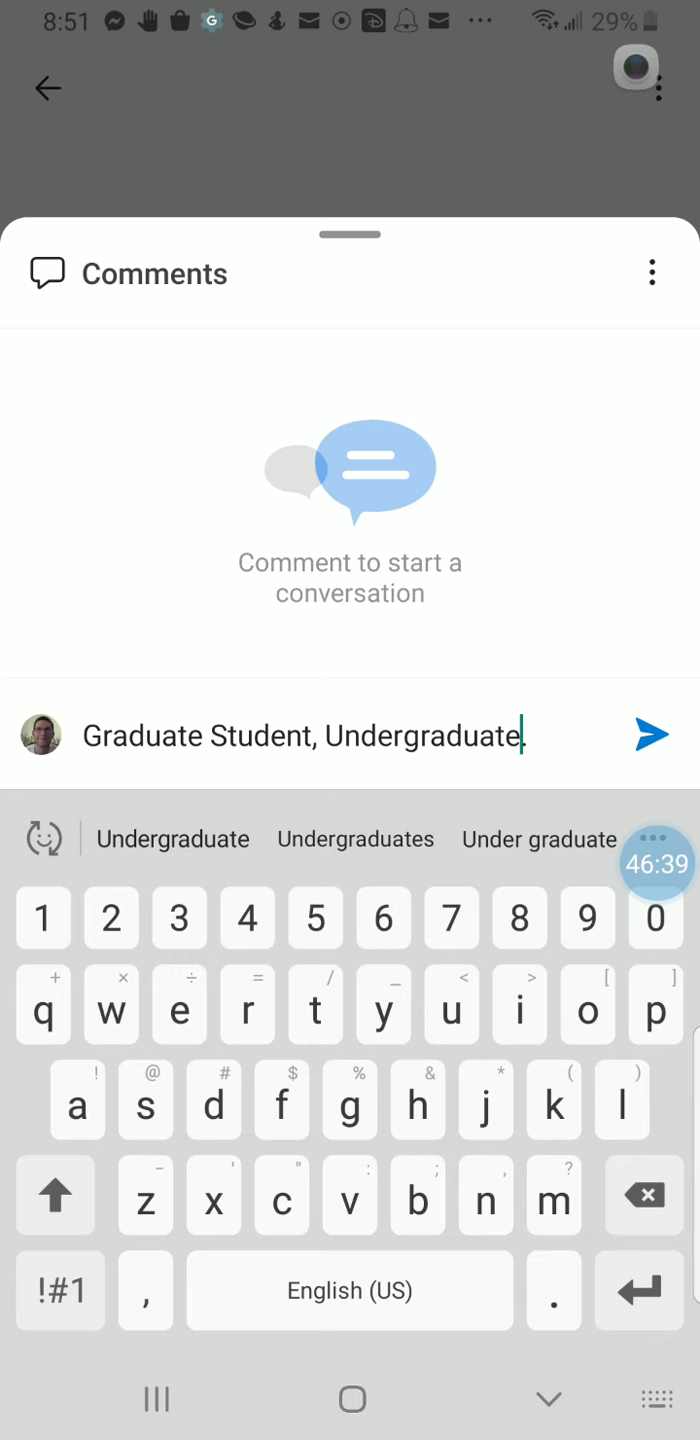 8:51 G ... 29%
Comments
Comment to start a
conversation
Graduate Student, Undergraduate.
Undergraduate Undergraduates Under graduate ...
46:39
1 2 3 4 5 6 7 8 9 0
+ × ÷ = / _ < > [ ]
q w e r t y u i o p
! @ # $ % & * ( )
a s d f g h j k l
- ' " : ; , ?
z x c v b n m
!#1 , English (US) .